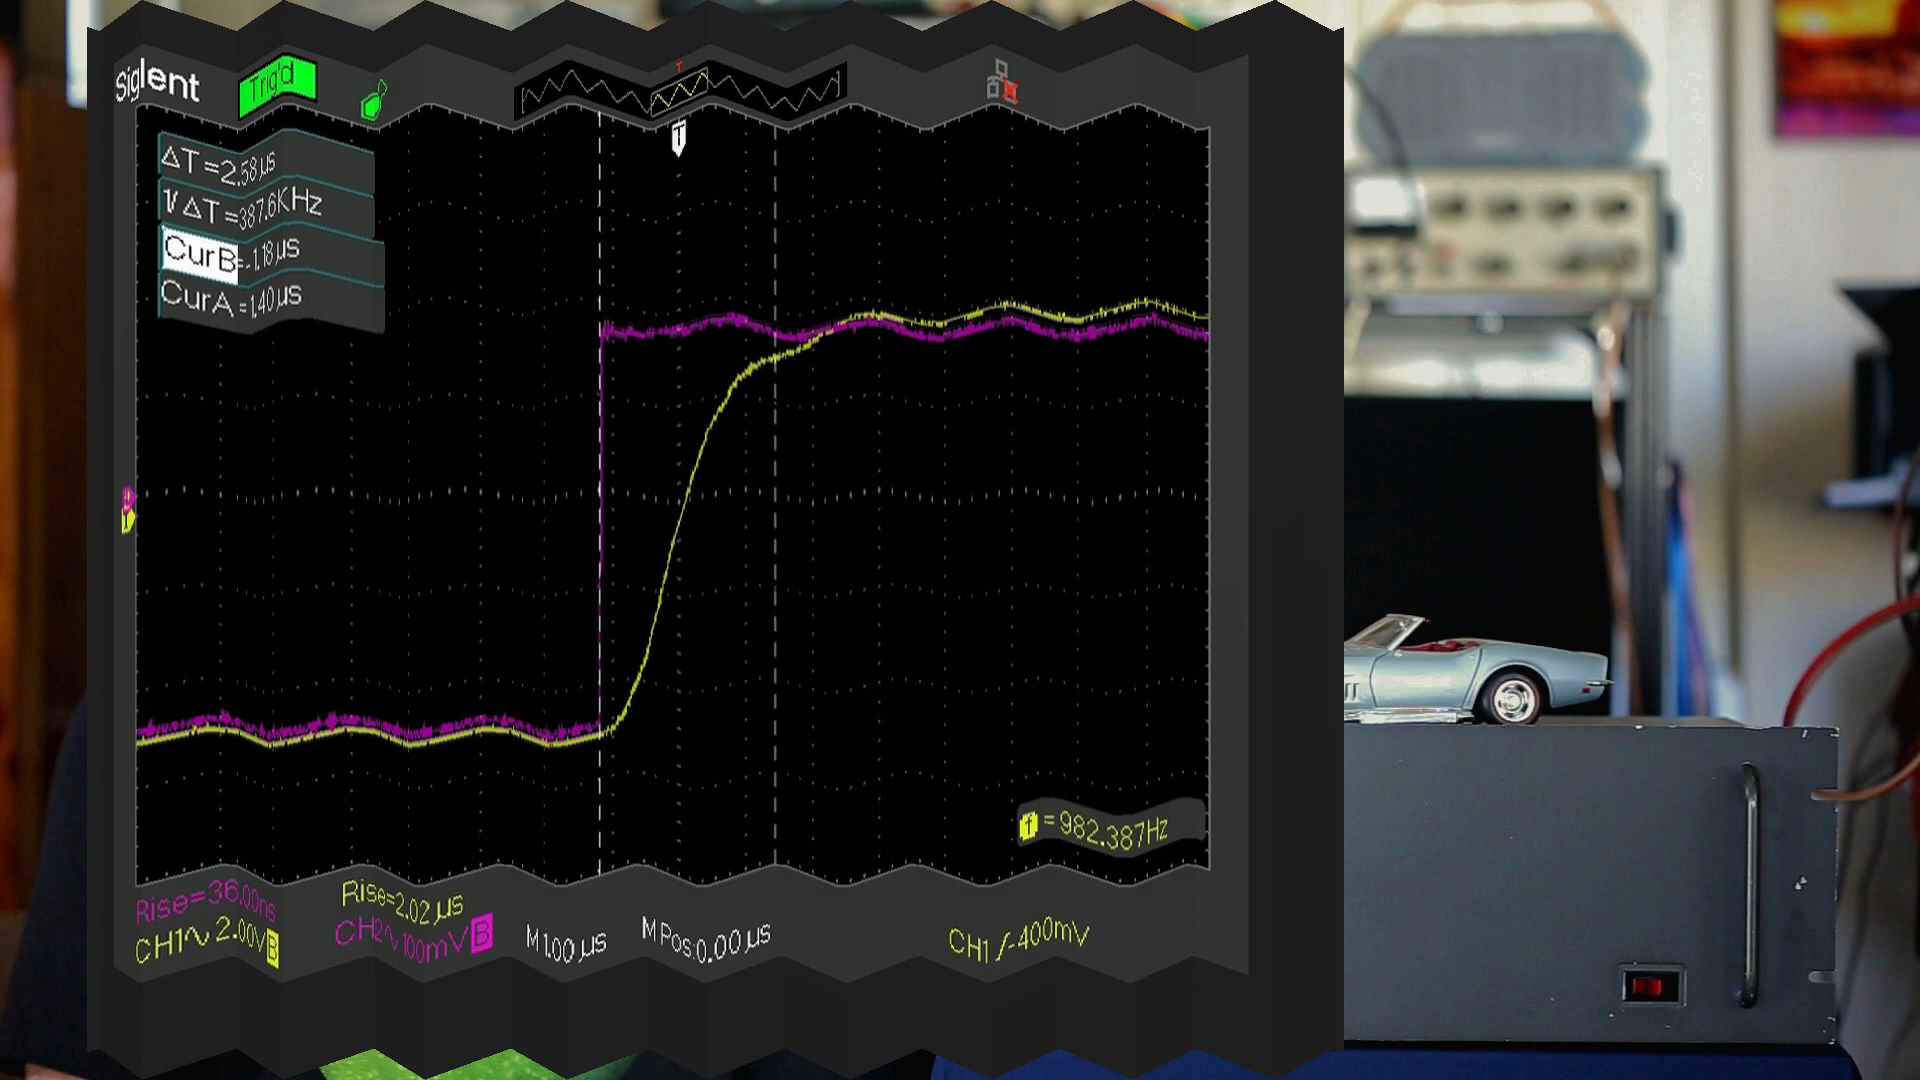 Siglent Trig'd
T
T
ΔT=2.58µs
1/ΔT=387.6KHz
CurB=-1.18µs
CurA=1.40µs
f=982.387Hz
Rise=36.00ns Rise=2.02µs
CH1∿ 2.00V B CH2∿ 100mV B M 1.00µs M Pos:0.00µs CH1 /-400mV